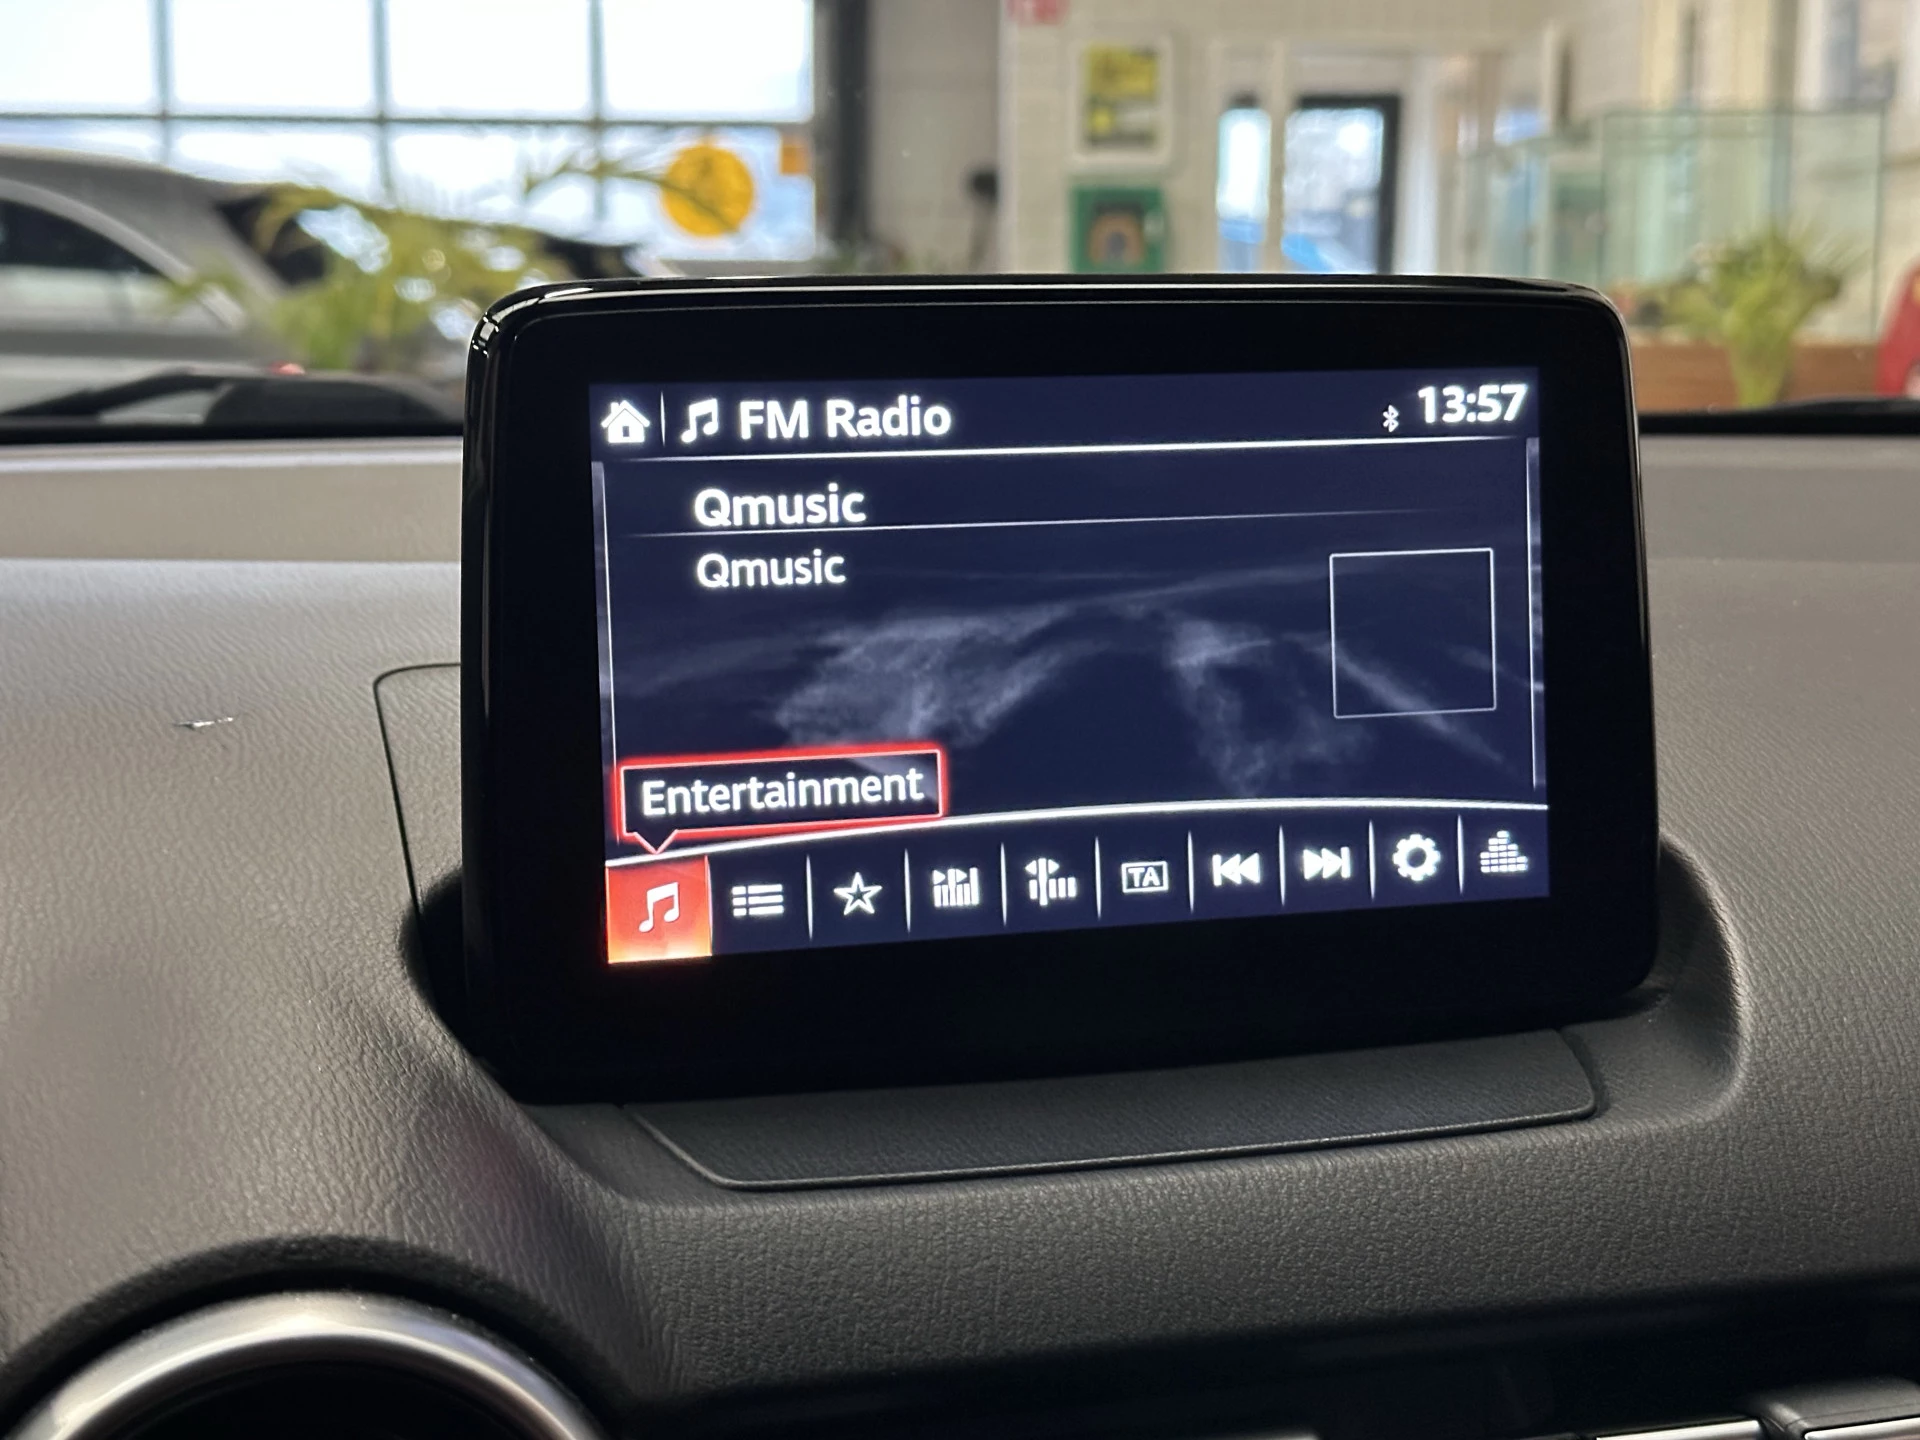 FM Radio
13:57
Qmusic
Qmusic
Entertainment
TA